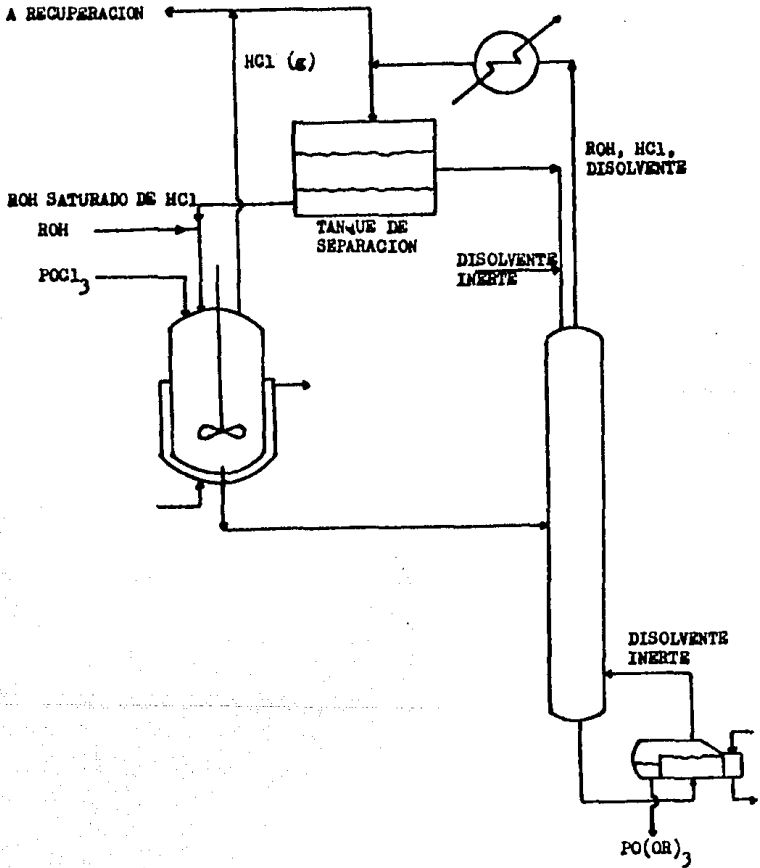 A RECUPERACION
HCl (g)
ROH, HCl,
DISOLVENTE
ROH SATURADO DE HCl
ROH
TANQUE DE
SEPARACION
DISOLVENTE
INERTE
POCl3
DISOLVENTE
INERTE
PO(OR)3